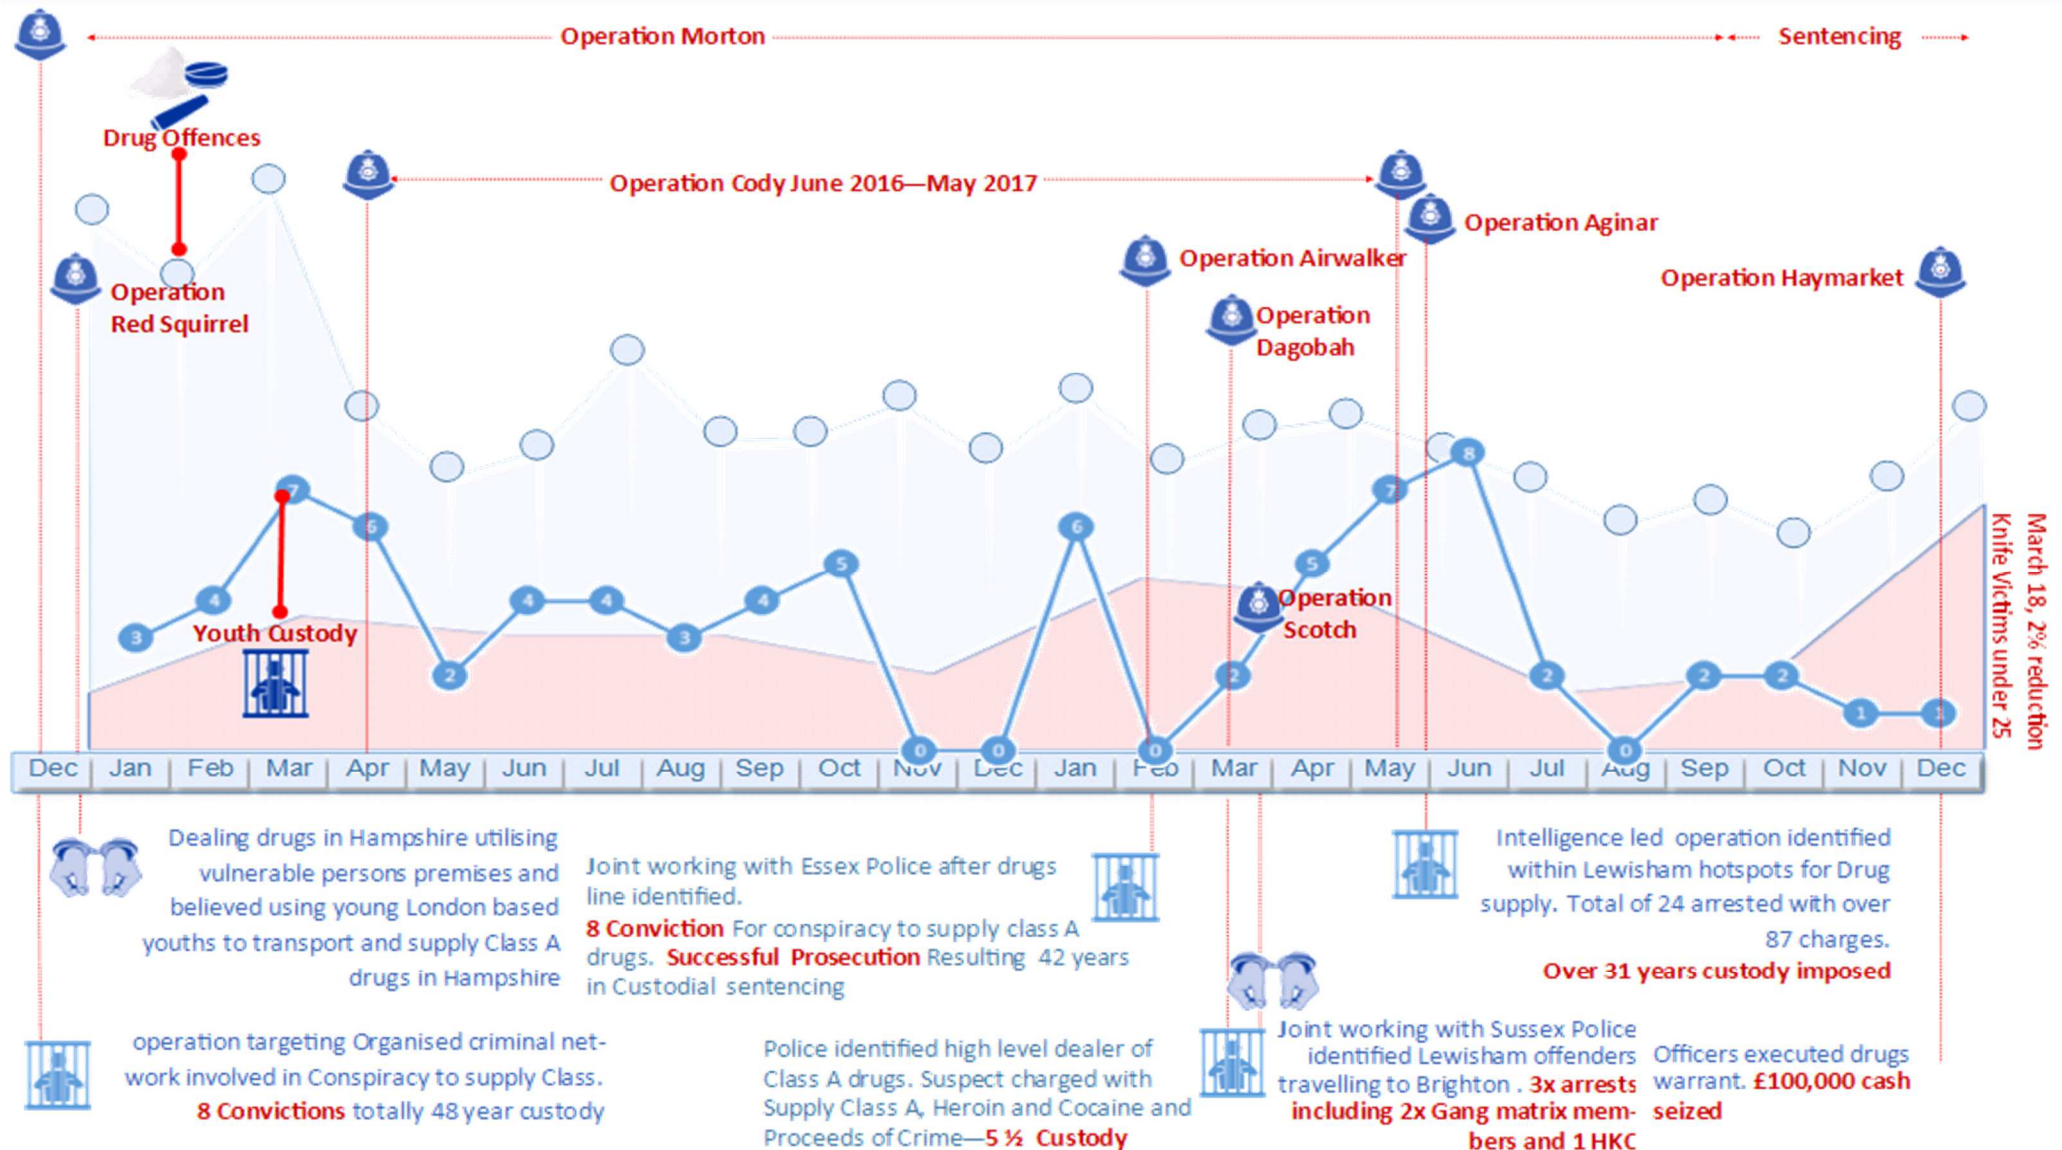 Operation Morton
Sentencing
Drug Offences
Operation Cody June 2016—May 2017
Operation Aginar
Operation Airwalker
Operation Haymarket
Operation
Red Squirrel
Operation
Dagobah
8
7
7
6
6
5
5
4
4
4
4
3
3
Operation
Scotch
Youth Custody
2
2
2
2
2
1
1
0
0
0
0
March 18, 2% reduction
Knife Victims under 25
Dec Jan Feb Mar Apr May Jun Jul Aug Sep Oct Nov Dec Jan Feb Mar Apr May Jun Jul Aug Sep Oct Nov Dec
Dealing drugs in Hampshire utilising
vulnerable persons premises and
believed using young London based
youths to transport and supply Class A
drugs in Hampshire
Joint working with Essex Police after drugs
line identified.
8 Conviction For conspiracy to supply class A
drugs. Successful Prosecution Resulting 42 years
in Custodial sentencing
Intelligence led operation identified
within Lewisham hotspots for Drug
supply. Total of 24 arrested with over
87 charges.
Over 31 years custody imposed
operation targeting Organised criminal net-
work involved in Conspiracy to supply Class.
8 Convictions totally 48 year custody
Police identified high level dealer of
Class A drugs. Suspect charged with
Supply Class A, Heroin and Cocaine and
Proceeds of Crime—5 ½ Custody
Joint working with Sussex Police
identified Lewisham offenders
travelling to Brighton . 3x arrests
including 2x Gang matrix mem-
bers and 1 HKC
Officers executed drugs
warrant. £100,000 cash
seized